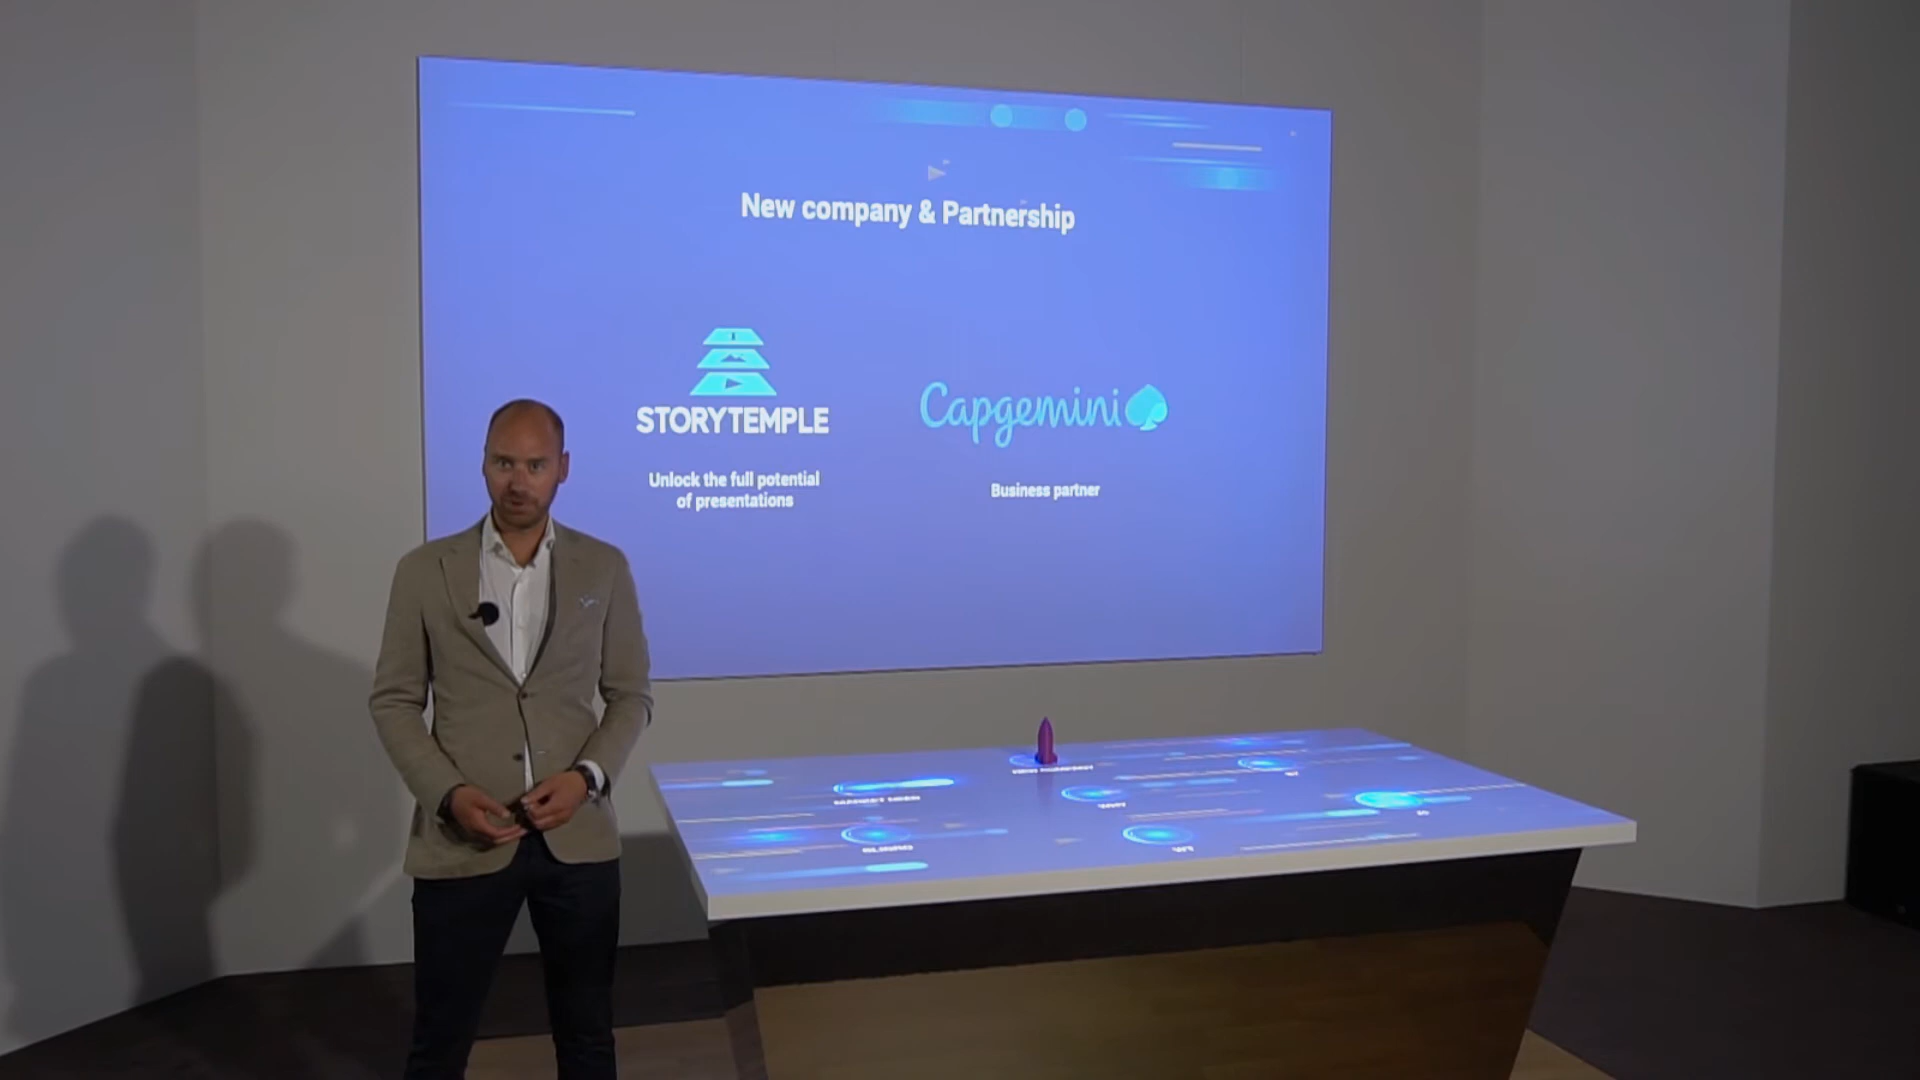 New company & Partnership
STORYTEMPLE
Unlock the full potential
of presentations
Capgemini
Business partner